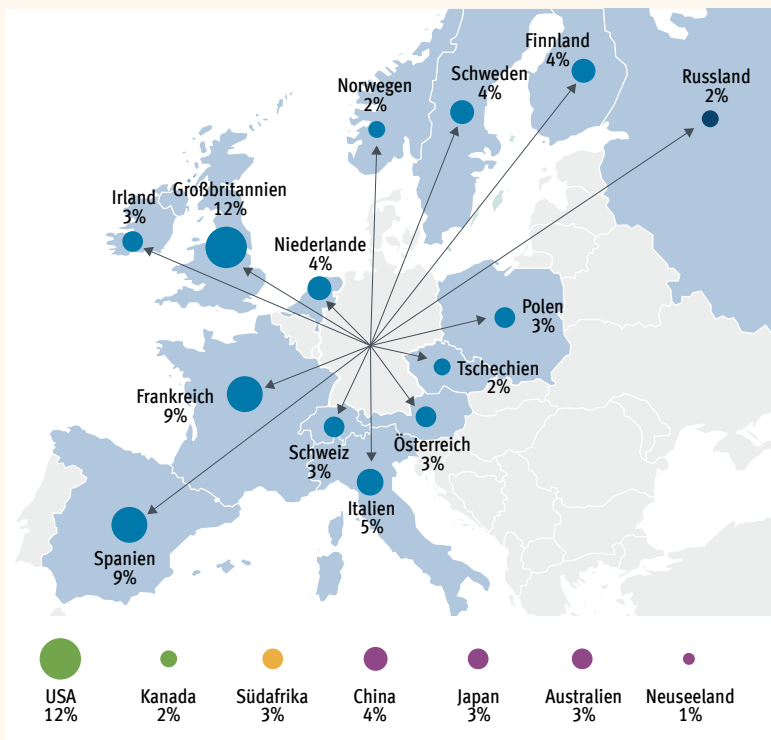 Finnland
4%
Norwegen
2%
Schweden
4%
Russland
2%
Irland
3%
Großbritannien
12%
Niederlande
4%
Polen
3%
Tschechien
2%
Frankreich
9%
Schweiz
3%
Österreich
3%
Italien
5%
Spanien
9%
USA
12%
Kanada
2%
Südafrika
3%
China
4%
Japan
3%
Australien
3%
Neuseeland
1%